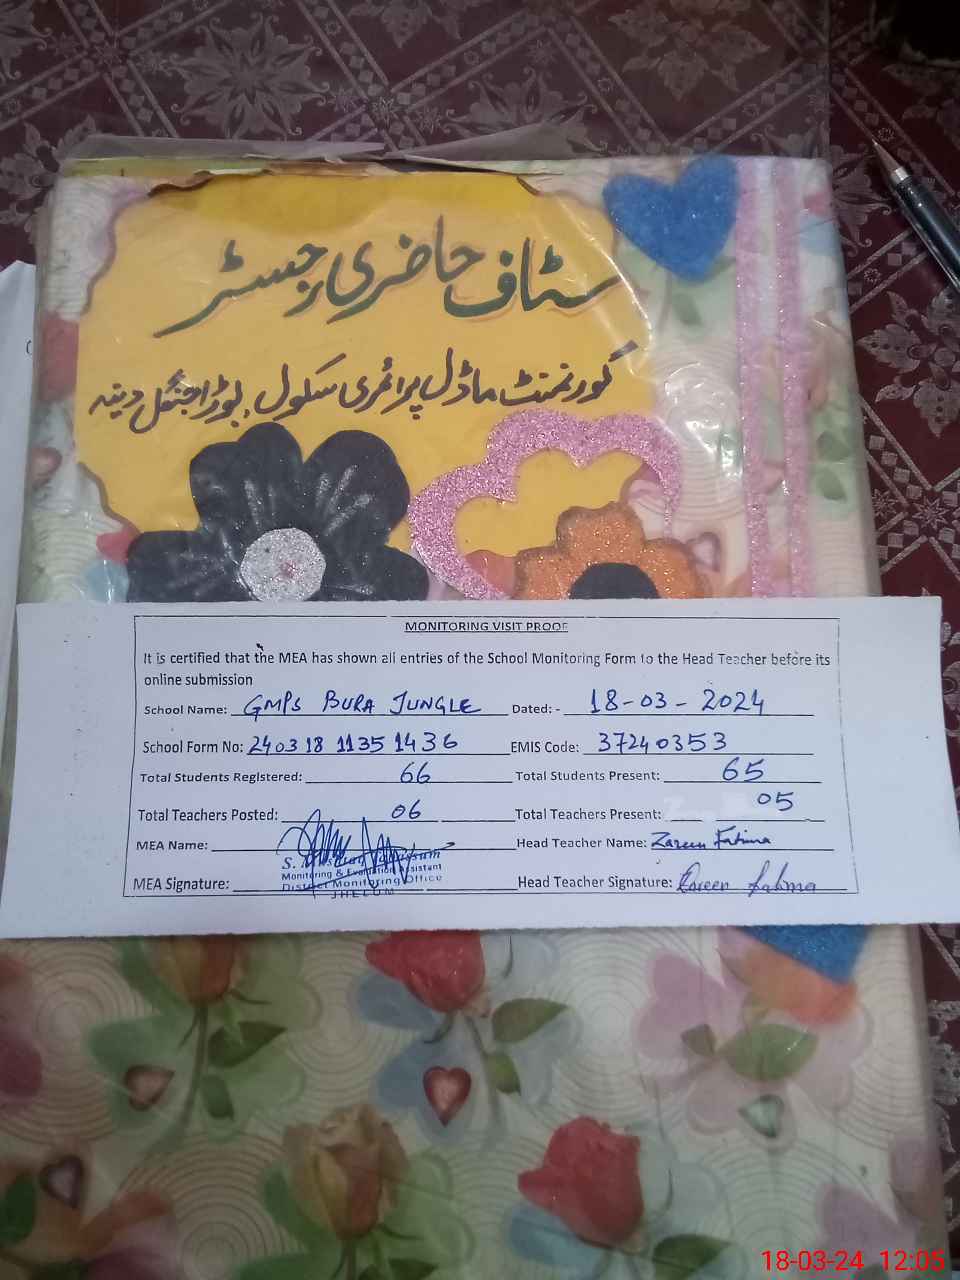 سٹاف حاضری رجسٹر
گورنمنٹ ماڈل پرائمری سکول بوڑاجنگل دینہ
MONITORING VISIT PROOF
It is certified that the MEA has shown all entries of the School Monitoring Form to the Head Teacher before its
online submission
School Name: GMPS BURA JUNGLE Dated: - 18-03-2024
School Form No: 2403 18 1135 1436 EMIS Code: 37240353
Total Students Registered: 66 Total Students Present: 65
Total Teachers Posted: 06 Total Teachers Present: 05
MEA Name: Head Teacher Name: Zareen Fatima
S.
Monitoring & Evaluation Assistant
MEA Signature: District Monitoring Office Head Teacher Signature: Zareen fatima
JHELUM
18-03-24 12:05